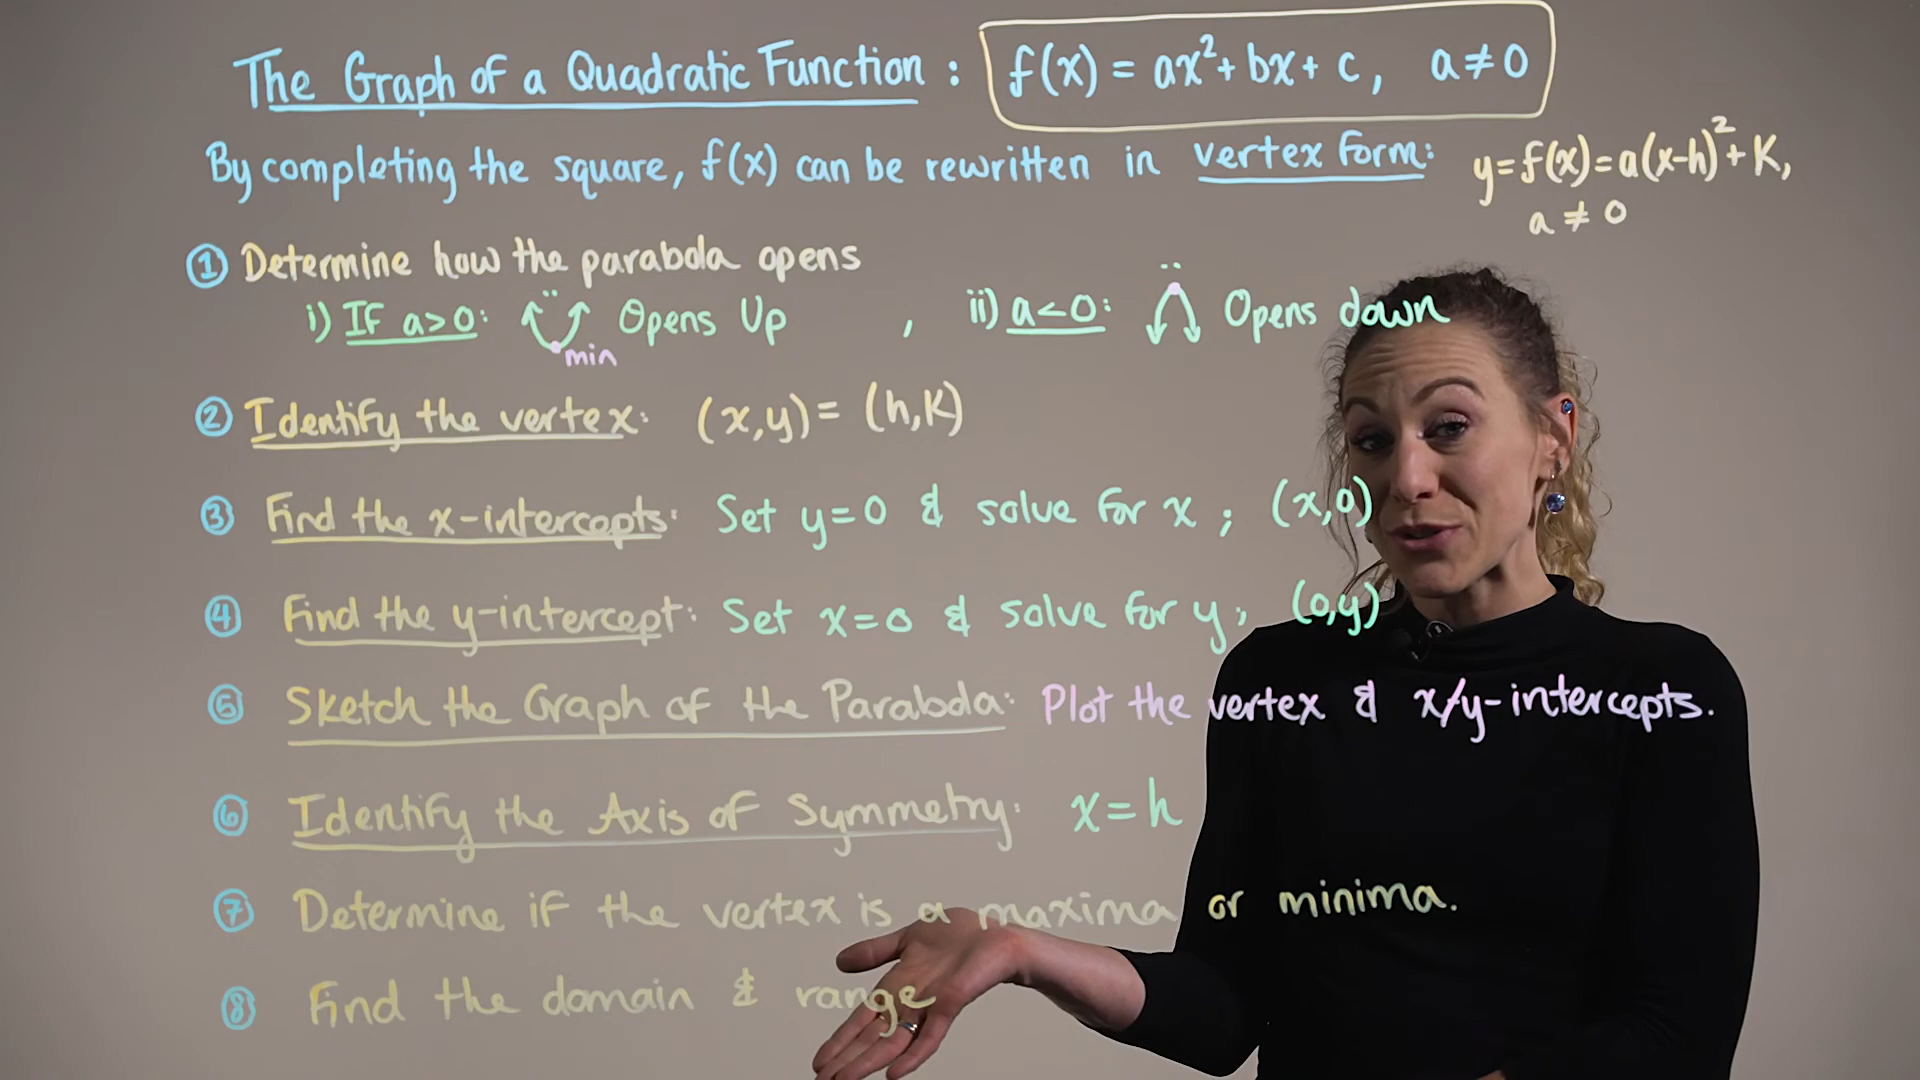 The Graph of a Quadratic Function: f(x) = ax²+ bx + c, a≠0
By completing the square, f(x) can be rewritten in vertex form: y=f(x)=a(x-h)²+K,
a ≠ 0
① Determine how the parabola opens
i) If a>0: Opens Up , ii) a<0: Opens down
min
② Identify the vertex: (x,y) = (h,K)
③ Find the x-intercepts: Set y=0 & solve for x ; (x,0)
④ Find the y-intercept: Set x=0 & solve for y; (0,y)
⑤ Sketch the Graph of the Parabola: Plot the vertex & x/y-intercepts.
⑥ Identify the Axis of Symmetry: x=h
⑦ Determine if the vertex is a maxima or minima.
⑧ Find the domain & range